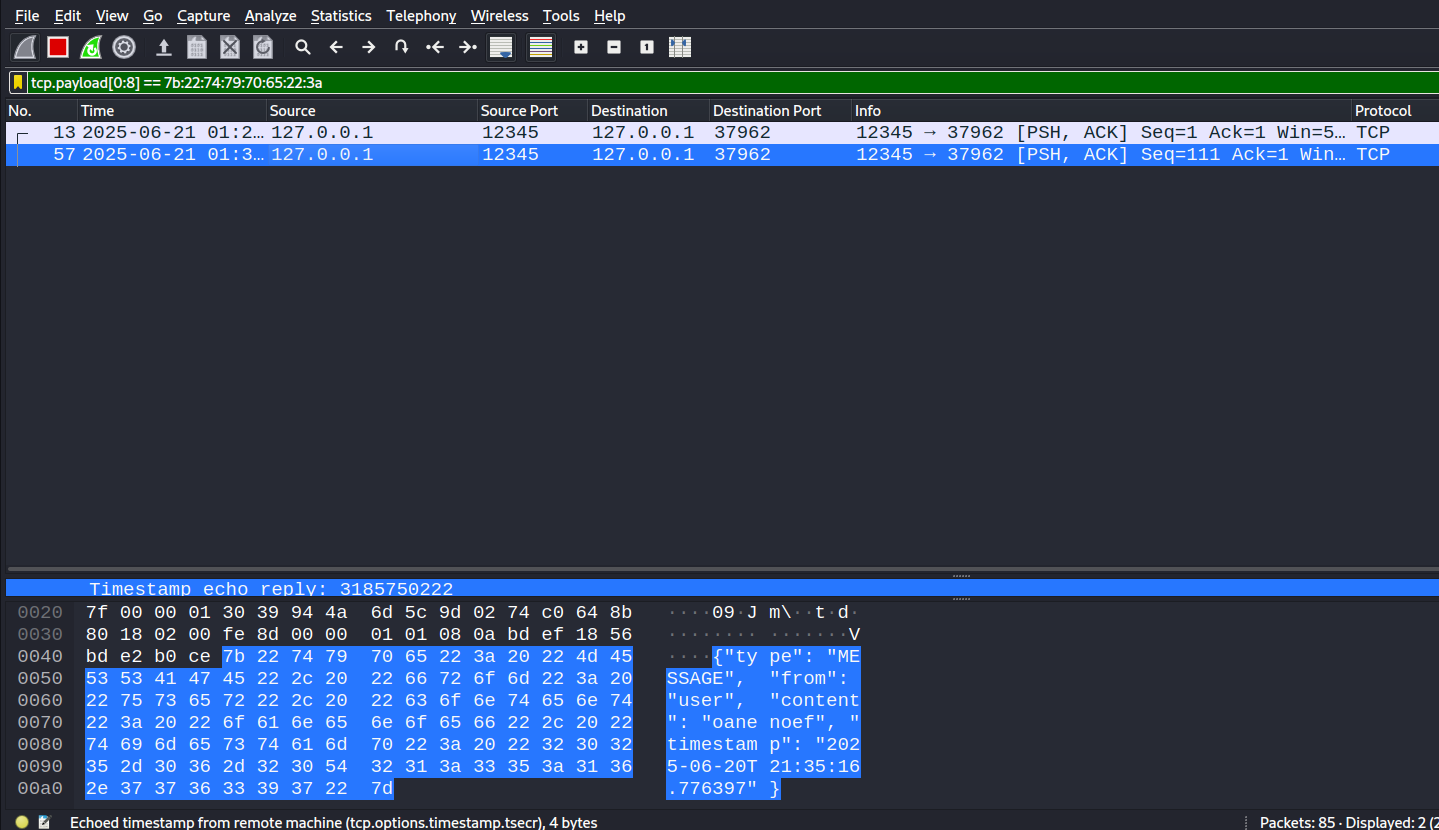 File Edit View Go Capture Analyze Statistics Telephony Wireless Tools Help
tcp.payload[0:8] == 7b:22:74:79:70:65:22:3a
No. Time Source Source Port Destination Destination Port Info Protocol
13 2025-06-21 01:2… 127.0.0.1 12345 127.0.0.1 37962 12345 → 37962 [PSH, ACK] Seq=1 Ack=1 Win=5… TCP
57 2025-06-21 01:3… 127.0.0.1 12345 127.0.0.1 37962 12345 → 37962 [PSH, ACK] Seq=111 Ack=1 Win… TCP
Timestamp echo reply: 3185750222
0020 7f 00 00 01 30 39 94 4a 6d 5c 9d 02 74 c0 64 8b ····09·J m\··t·d·
0030 80 18 02 00 fe 8d 00 00 01 01 08 0a bd ef 18 56 ········ ·······V
0040 bd e2 b0 ce 7b 22 74 79 70 65 22 3a 20 22 4d 45 ····{"ty pe": "ME
0050 53 53 41 47 45 22 2c 20 22 66 72 6f 6d 22 3a 20 SSAGE", "from":
0060 22 75 73 65 72 22 2c 20 22 63 6f 6e 74 65 6e 74 "user", "content
0070 22 3a 20 22 6f 61 6e 65 6e 6f 65 66 22 2c 20 22 ": "oane noef", "
0080 74 69 6d 65 73 74 61 6d 70 22 3a 20 22 32 30 32 timestam p": "202
0090 35 2d 30 36 2d 32 30 54 32 31 3a 33 35 3a 31 36 5-06-20T 21:35:16
00a0 2e 37 37 36 33 39 37 22 7d .776397" }
Echoed timestamp from remote machine (tcp.options.timestamp.tsecr), 4 bytes
Packets: 85 · Displayed: 2 (2